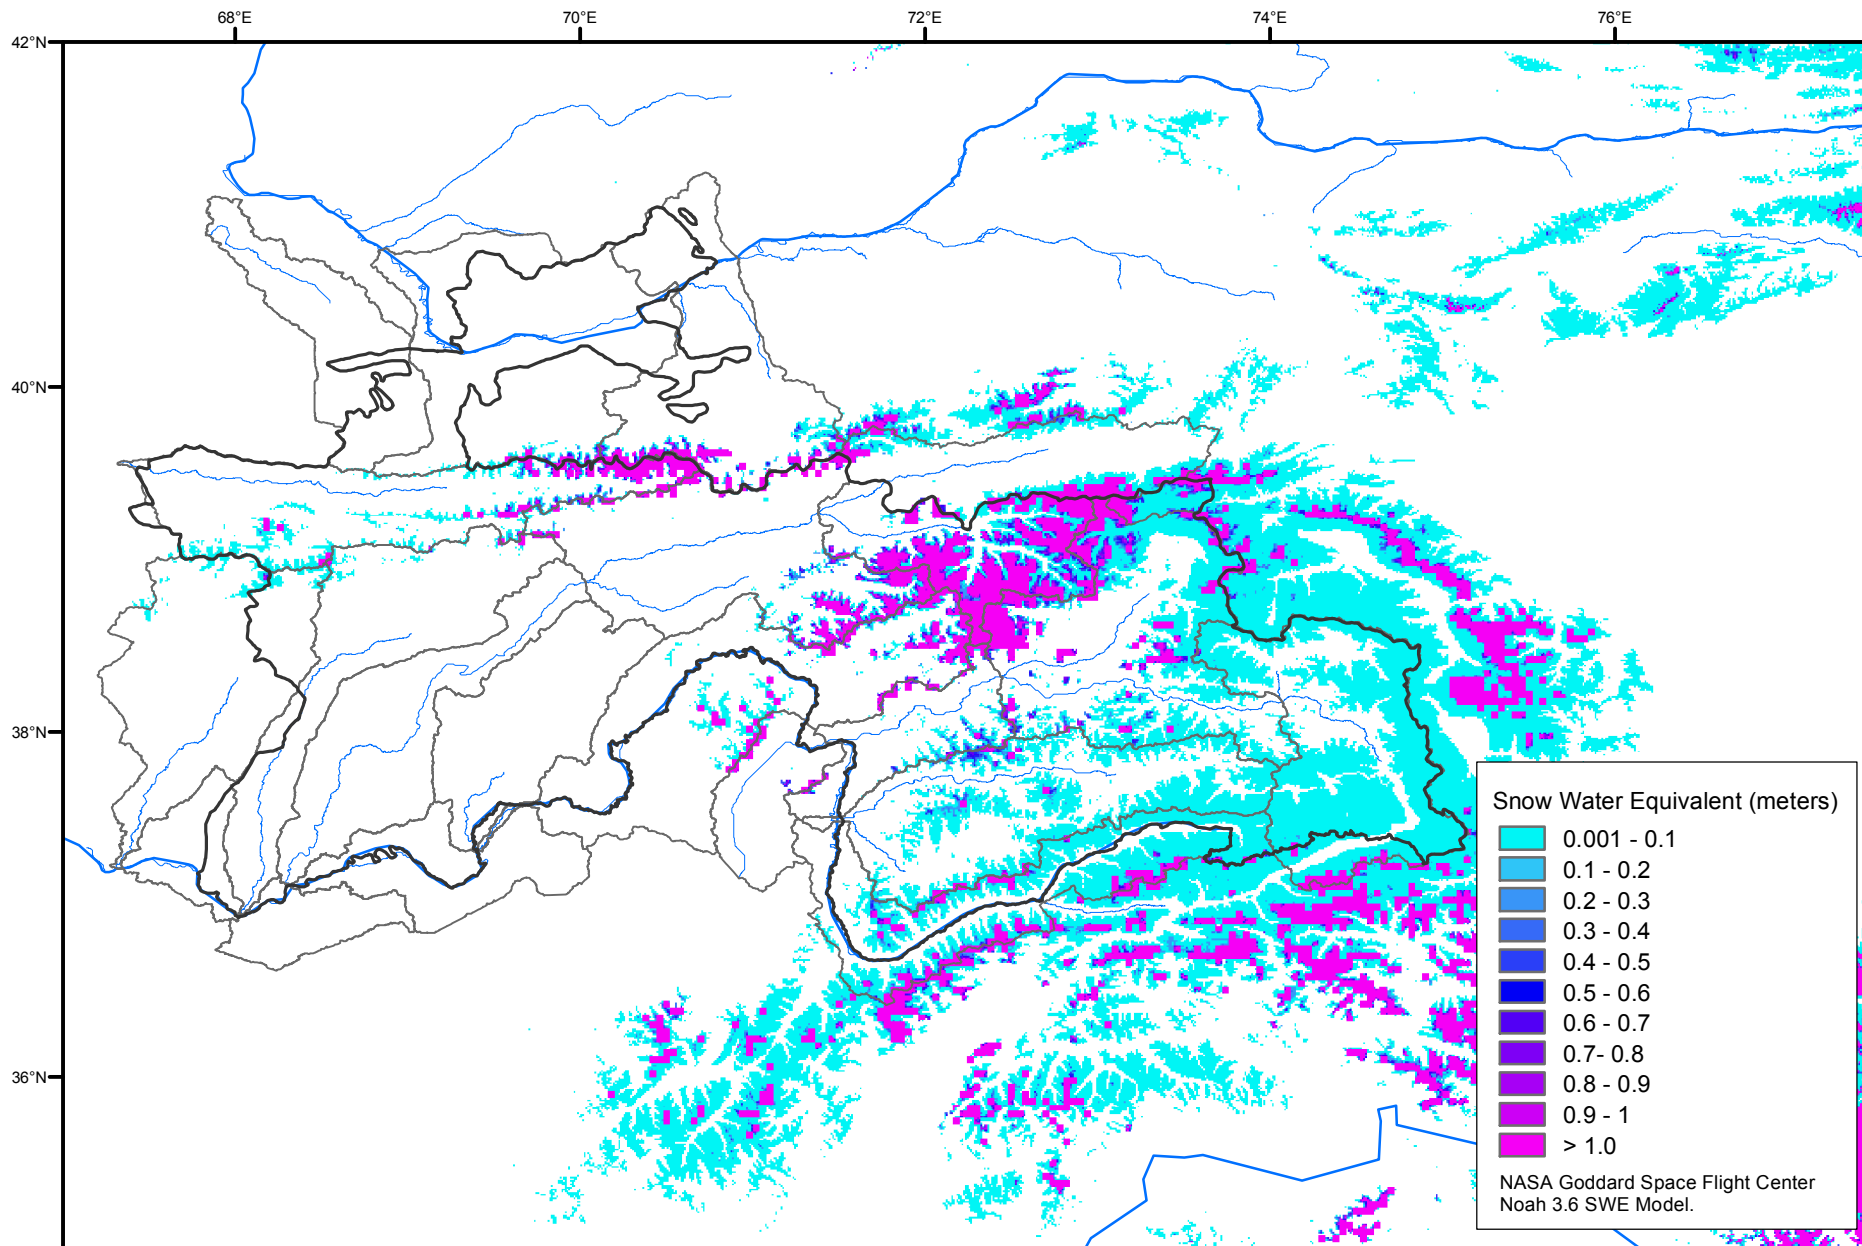 68°E
70°E
72°E
74°E
76°E
42°N
40°N
38°N
36°N
Snow Water Equivalent (meters)
0.001 - 0.1
0.1 - 0.2
0.2 - 0.3
0.3 - 0.4
0.4 - 0.5
0.5 - 0.6
0.6 - 0.7
0.7- 0.8
0.8 - 0.9
0.9 - 1
> 1.0
NASA Goddard Space Flight Center
Noah 3.6 SWE Model.